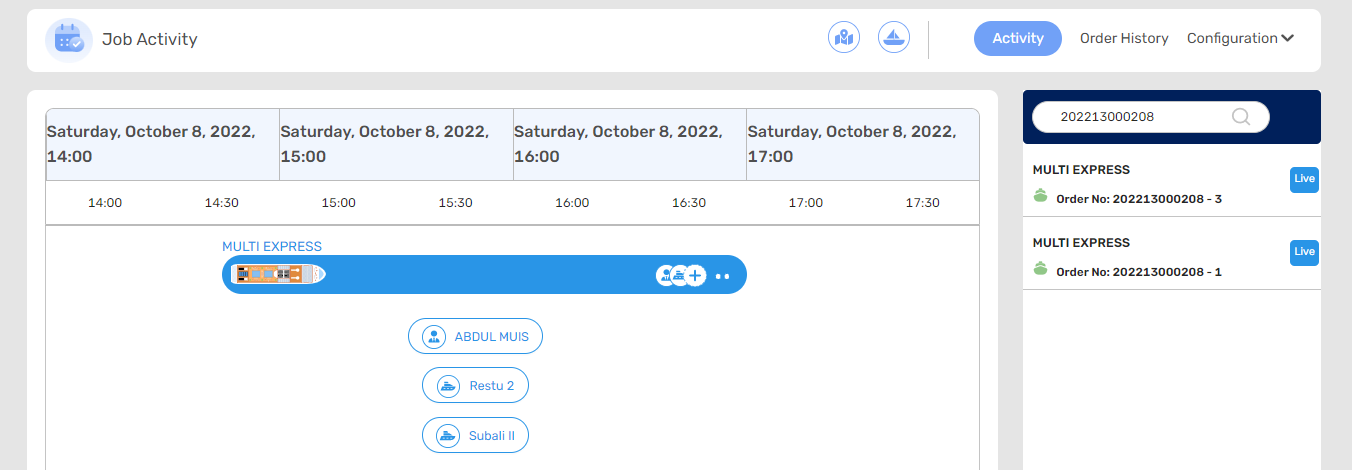 Job Activity
Activity
Order History
Configuration
Saturday, October 8, 2022,
14:00
Saturday, October 8, 2022,
15:00
Saturday, October 8, 2022,
16:00
Saturday, October 8, 2022,
17:00
14:00 14:30 15:00 15:30 16:00 16:30 17:00 17:30
MULTI EXPRESS
ABDUL MUIS
Restu 2
Subali II
202213000208
MULTI EXPRESS
Live
Order No: 202213000208 - 3
MULTI EXPRESS
Live
Order No: 202213000208 - 1